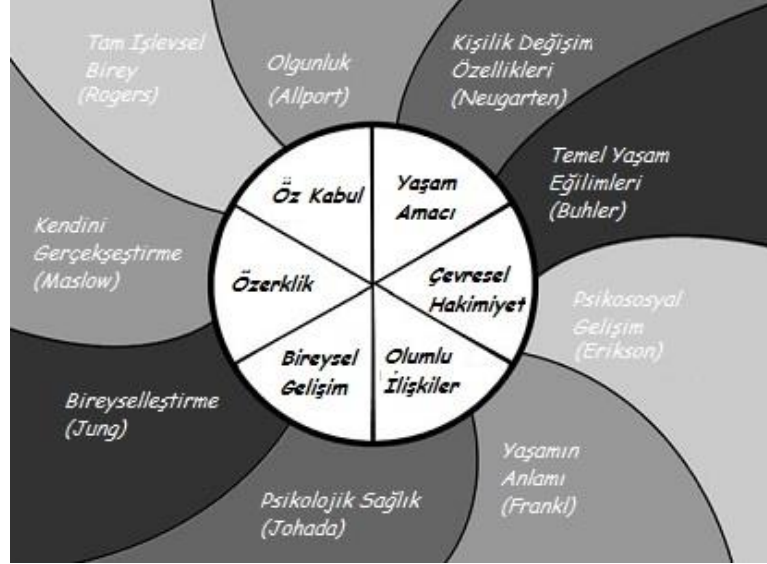 Tam İşlevsel
Birey
(Rogers)
Olgunluk
(Allport)
Kişilik Değişim
Özellikleri
(Neugarten)
Temel Yaşam
Eğilimleri
(Buhler)
Psikososyal
Gelişim
(Erikson)
Yaşamın
Anlamı
(Frankl)
Psikolojik Sağlık
(Johada)
Bireyselleştirme
(Jung)
Kendini
Gerçekşeştirme
(Maslow)
Öz Kabul
Yaşam
Amacı
Çevresel
Hakimiyet
Olumlu
İlişkiler
Bireysel
Gelişim
Özerklik